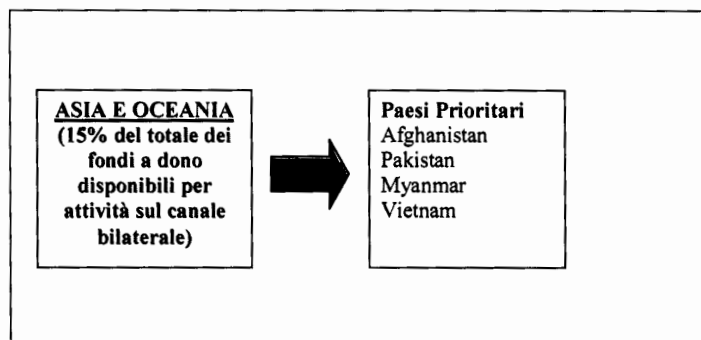 ASIA E OCEANIA
(15% del totale dei
fondi a dono
disponibili per
attività sul canale
bilaterale)
Paesi Prioritari
Afghanistan
Pakistan
Myanmar
Vietnam